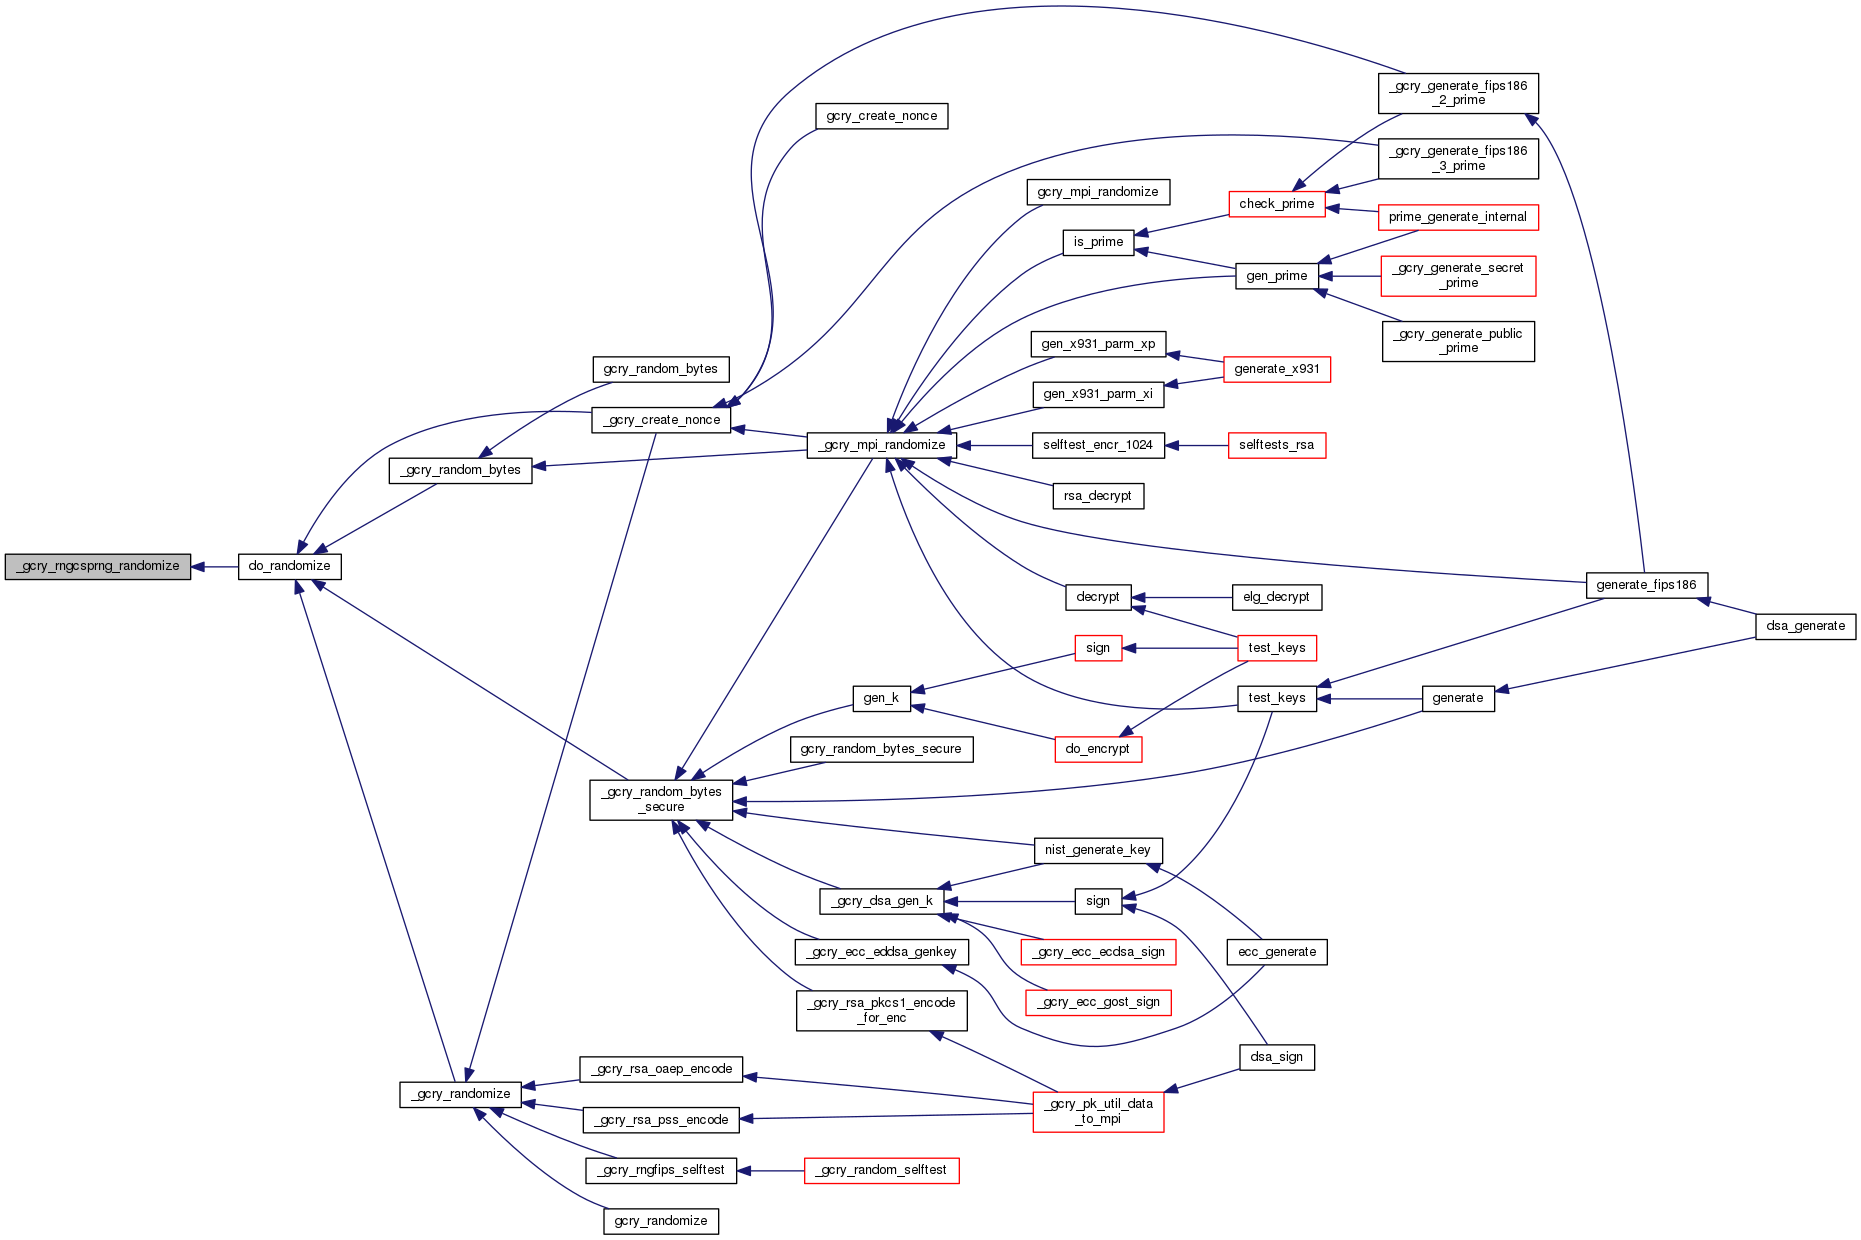 _gcry_generate_fips186
_2_prime
gcry_create_nonce
_gcry_generate_fips186
_3_prime
gcry_mpi_randomize
check_prime
prime_generate_internal
is_prime
gen_prime
_gcry_generate_secret
_prime
_gcry_generate_public
_prime
gen_x931_parm_xp
gcry_random_bytes
generate_x931
gen_x931_parm_xi
_gcry_create_nonce
_gcry_mpi_randomize
selftest_encr_1024
selftests_rsa
_gcry_random_bytes
rsa_decrypt
_gcry_rngcsprng_randomize
do_randomize
generate_fips186
decrypt
elg_decrypt
dsa_generate
sign
test_keys
gen_k
test_keys
generate
do_encrypt
gcry_random_bytes_secure
_gcry_random_bytes
_secure
nist_generate_key
_gcry_dsa_gen_k
sign
_gcry_ecc_eddsa_genkey
_gcry_ecc_ecdsa_sign
ecc_generate
_gcry_rsa_pkcs1_encode
_for_enc
_gcry_ecc_gost_sign
dsa_sign
_gcry_rsa_oaep_encode
_gcry_randomize
_gcry_pk_util_data
_to_mpi
_gcry_rsa_pss_encode
_gcry_rngfips_selftest
_gcry_random_selftest
gcry_randomize